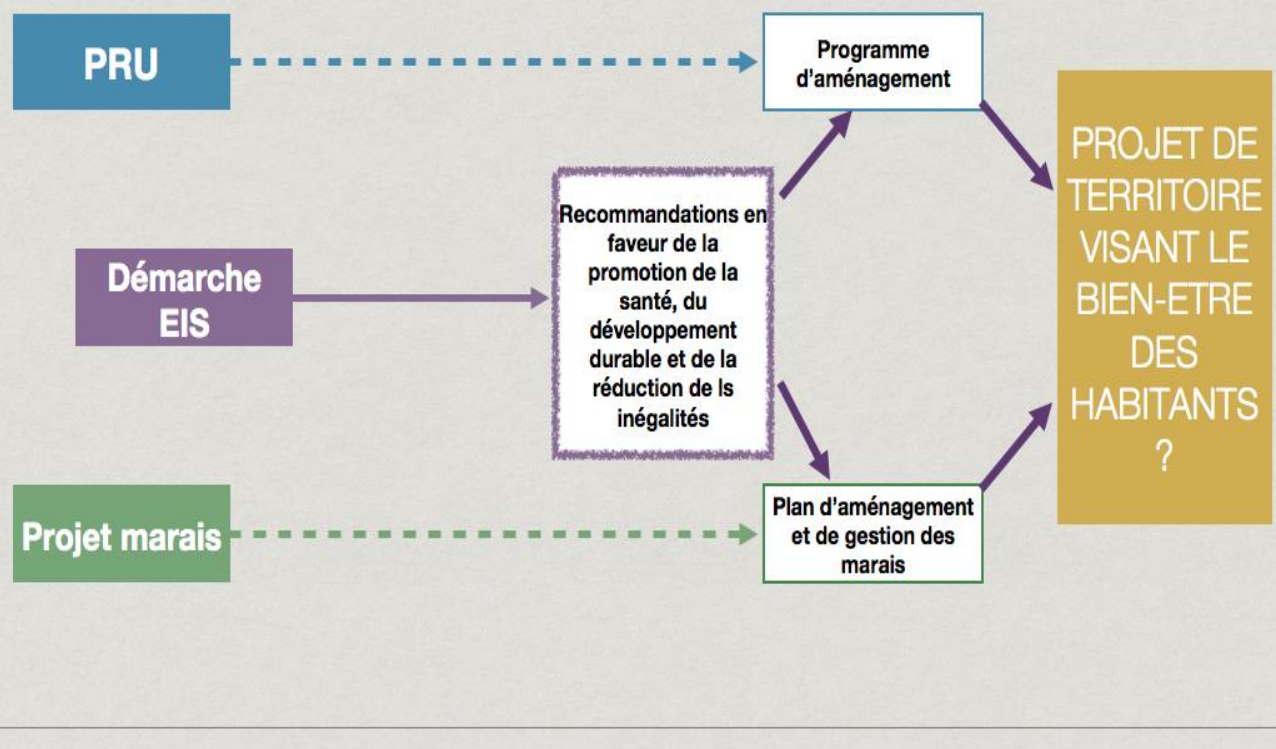 PRU
Programme
d'aménagement
Démarche
EIS
Recommandations en
faveur de la
promotion de la
santé, du
développement
durable et de la
réduction de ls
inégalités
Projet marais
Plan d'aménagement
et de gestion des
marais
PROJET DE
TERRITOIRE
VISANT LE
BIEN-ETRE
DES
HABITANTS
?